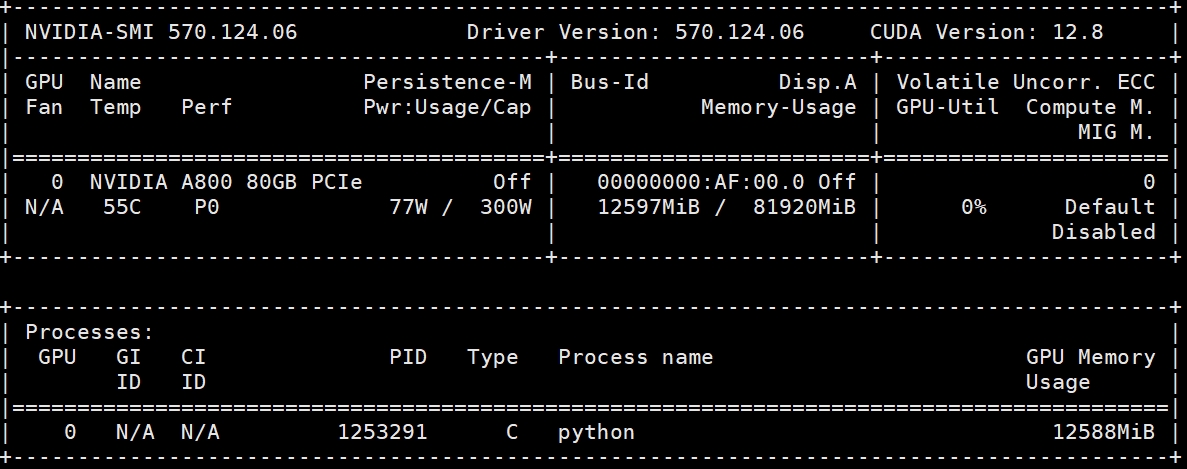 +-----------------------------------------------------------------------------------------+
| NVIDIA-SMI 570.124.06             Driver Version: 570.124.06     CUDA Version: 12.8     |
|-----------------------------------------+------------------------+----------------------+
| GPU  Name                 Persistence-M | Bus-Id          Disp.A | Volatile Uncorr. ECC |
| Fan  Temp   Perf          Pwr:Usage/Cap |           Memory-Usage | GPU-Util  Compute M. |
|                                         |                        |               MIG M. |
|=========================================+========================+======================|
|   0  NVIDIA A800 80GB PCIe          Off |   00000000:AF:00.0 Off |                    0 |
| N/A   55C    P0             77W /  300W |   12597MiB /  81920MiB |      0%      Default |
|                                         |                        |             Disabled |
+-----------------------------------------+------------------------+----------------------+
+-----------------------------------------------------------------------------------------+
| Processes:                                                                              |
|  GPU   GI   CI              PID   Type   Process name                        GPU Memory |
|        ID   ID                                                               Usage      |
|=========================================================================================|
|    0   N/A  N/A         1253291      C   python                                12588MiB |
+-----------------------------------------------------------------------------------------+